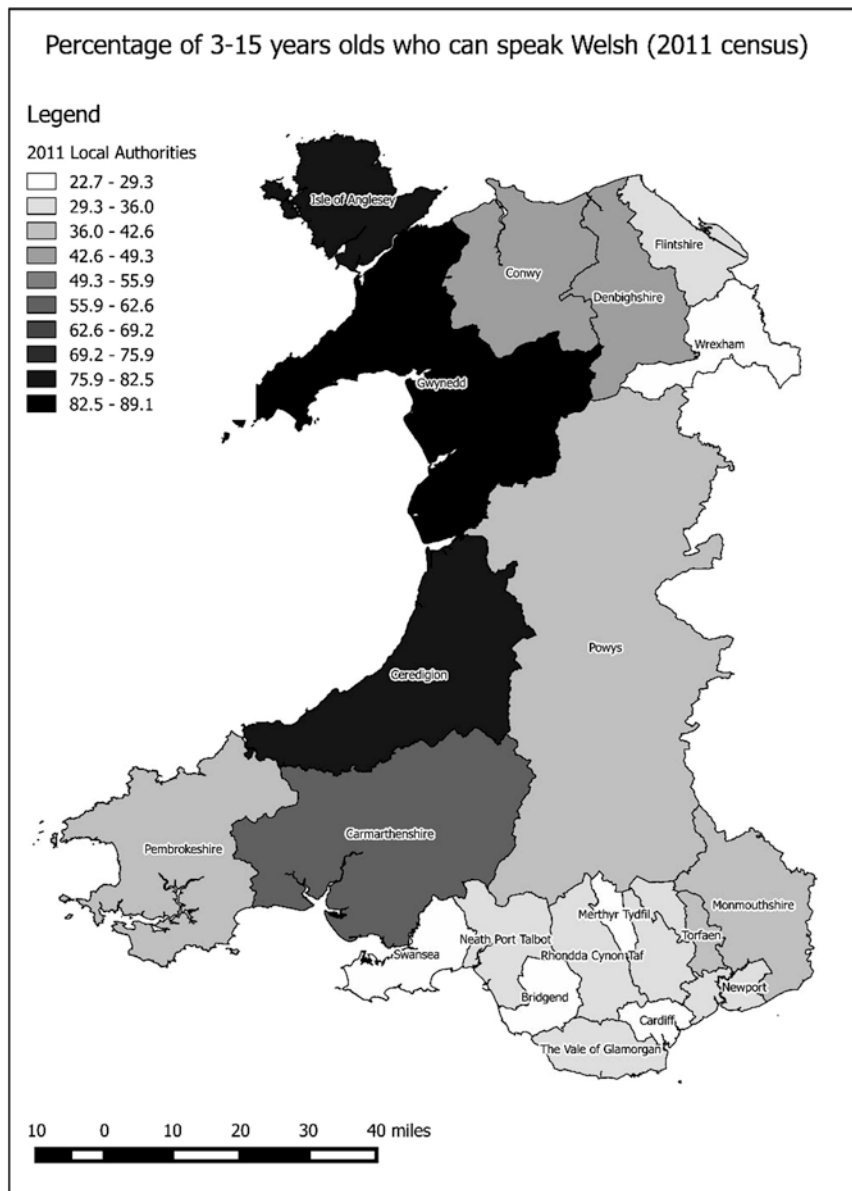 Percentage of 3-15 years olds who can speak Welsh (2011 census)
Legend
2011 Local Authorities
22.7 - 29.3
29.3 - 36.0
36.0 - 42.6
42.6 - 49.3
49.3 - 55.9
55.9 - 62.6
62.6 - 69.2
69.2 - 75.9
75.9 - 82.5
82.5 - 89.1
Isle of Anglesey
Flintshire
Conwy
Denbighshire
Wrexham
Gwynedd
Powys
Ceredigion
Carmarthenshire
Pembrokeshire
Monmouthshire
Merthyr Tydfil
Torfaen
Neath Port Talbot
Swansea
Rhondda Cynon Taf
Newport
Bridgend
Cardiff
The Vale of Glamorgan
10 0 10 20 30 40 miles